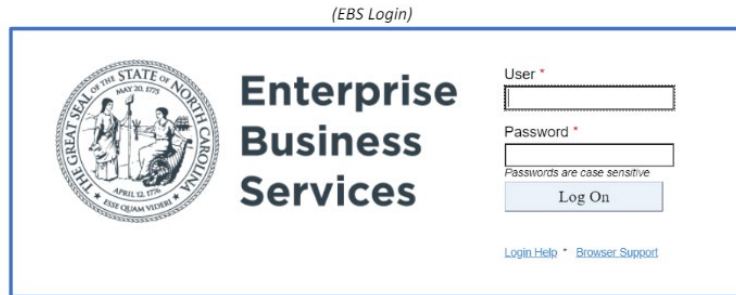 (EBS Login)
THE GREAT SEAL OF THE STATE OF NORTH CAROLINA
MAY 20, 1775
APRIL 12, 1776
ESSE QUAM VIDERI
Enterprise
Business
Services
User *
Password *
Passwords are case sensitive
Log On
Login Help * Browser Support